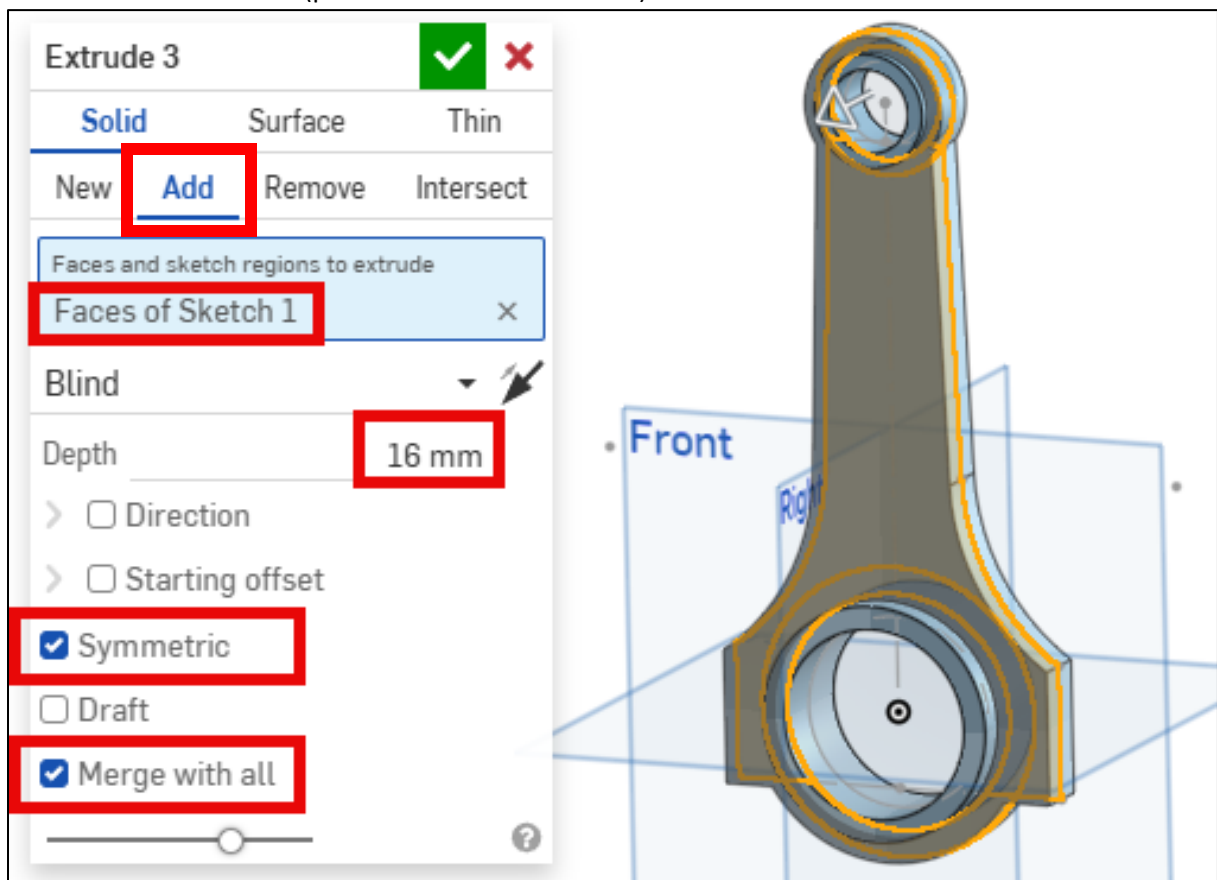 Extrude 3
Solid Surface Thin
New Add Remove Intersect
Faces and sketch regions to extrude
Faces of Sketch 1
Blind
Depth 16 mm
Direction
Starting offset
Symmetric
Draft
Merge with all
Front
Right